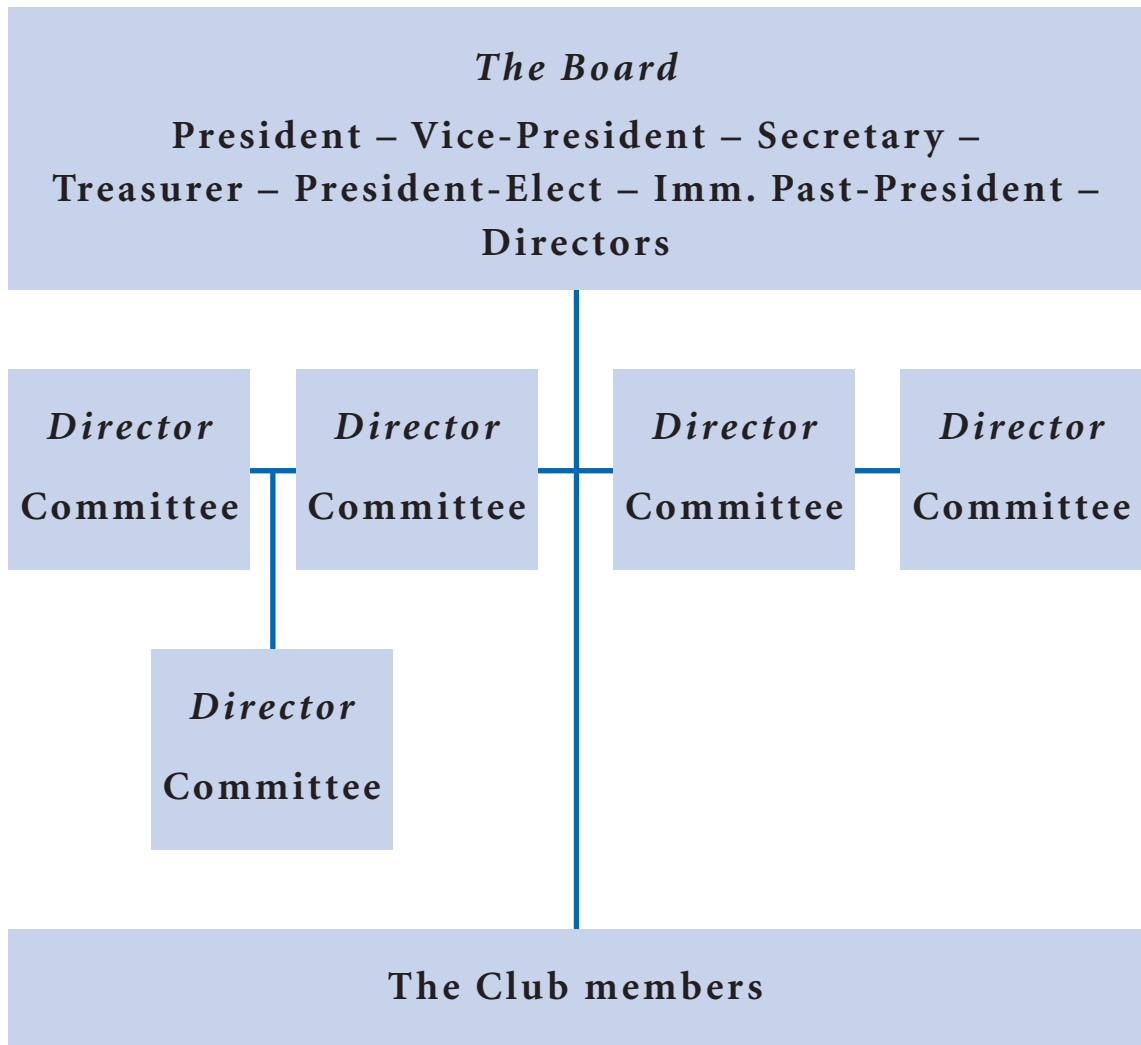 The Board
President – Vice-President – Secretary –
Treasurer – President-Elect – Imm. Past-President –
Directors
Director
Committee
Director
Committee
Director
Committee
Director
Committee
Director
Committee
The Club members